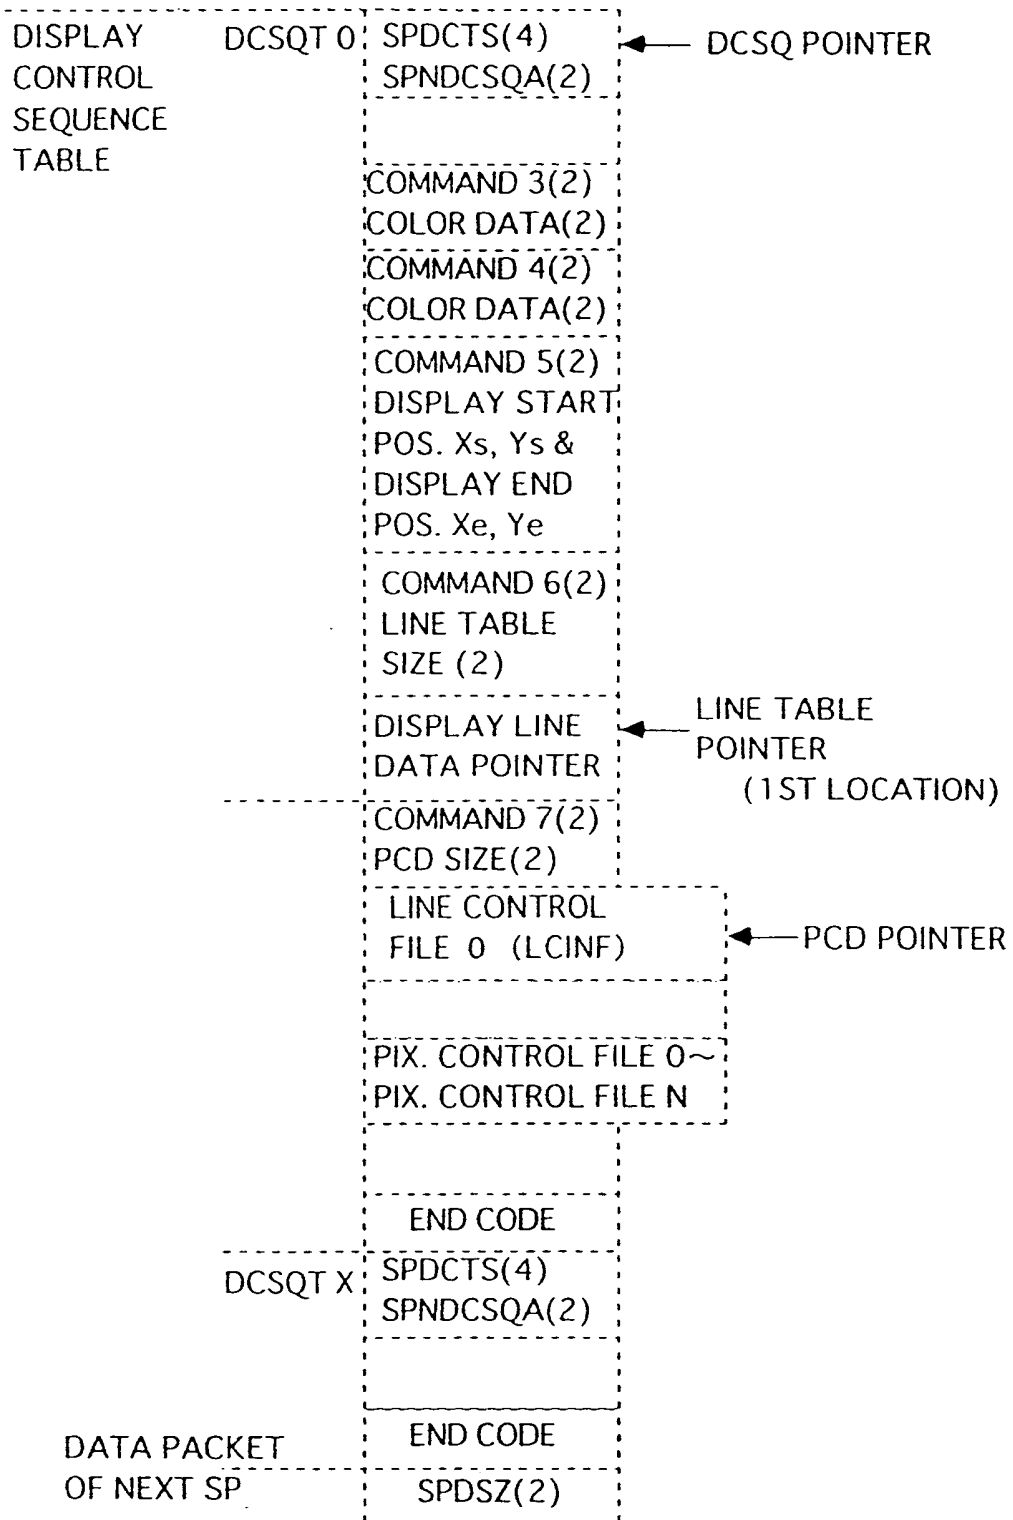 DISPLAY
CONTROL
SEQUENCE
TABLE
DCSQT 0
SPDCTS(4)
SPNDCSQA(2)
DCSQ POINTER
COMMAND 3(2)
COLOR DATA(2)
COMMAND 4(2)
COLOR DATA(2)
COMMAND 5(2)
DISPLAY START
POS. Xs, Ys &
DISPLAY END
POS. Xe, Ye
COMMAND 6(2)
LINE TABLE
SIZE (2)
DISPLAY LINE
DATA POINTER
LINE TABLE
POINTER
(1ST LOCATION)
COMMAND 7(2)
PCD SIZE(2)
LINE CONTROL
FILE 0 (LCINF)
PCD POINTER
PIX. CONTROL FILE 0~
PIX. CONTROL FILE N
END CODE
DCSQT X
SPDCTS(4)
SPNDCSQA(2)
END CODE
DATA PACKET
OF NEXT SP
SPDSZ(2)